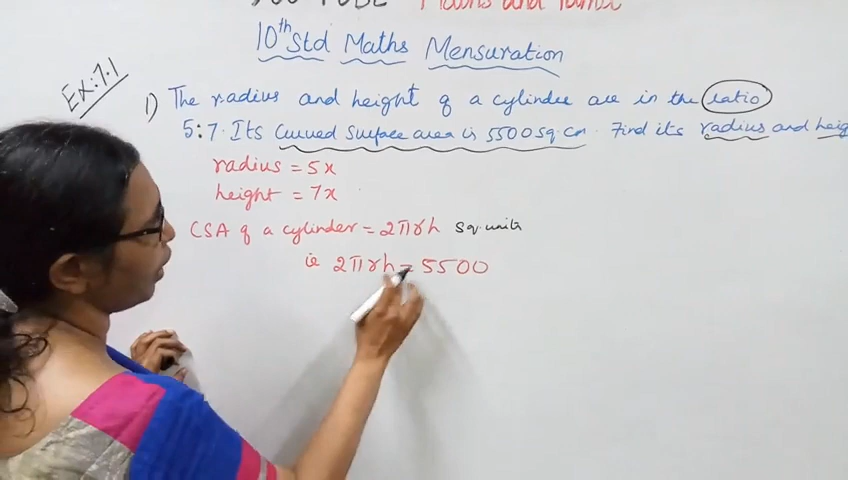 Maths and
10th Std Maths Mensuration
Ex: 7.1
1) The radius and height of a cylinder are in the ratio
5:7. Its Curved Surface area is 5500 sq.cm. Find its radius and
radius = 5x
height = 7x
CSA of a cylinder = 2πrh sq.units
ie 2πrh = 5500